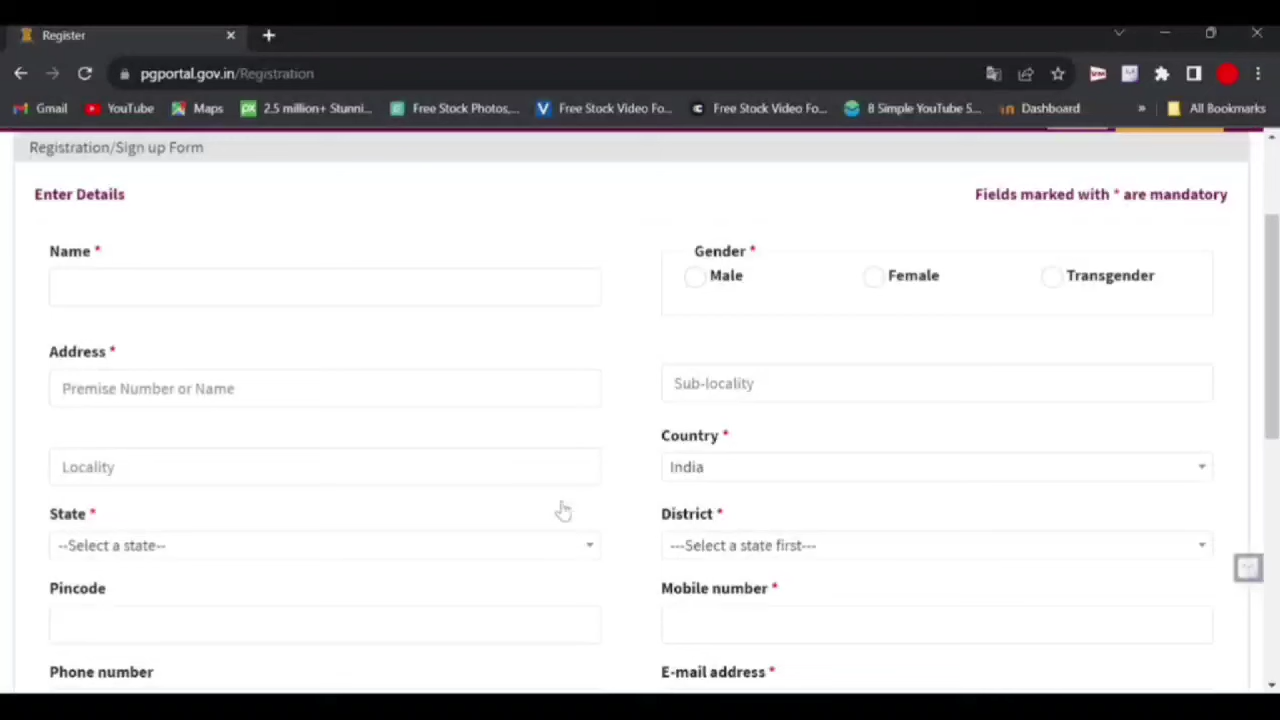 Register
pgportal.gov.in/Registration
Gmail YouTube Maps 2.5 million+ Stunni... Free Stock Photos,... Free Stock Video Fo... Free Stock Video Fo... 8 Simple YouTube S... Dashboard » All Bookmarks
Registration/Sign up Form
Enter Details Fields marked with * are mandatory
Name * Gender *
Male Female Transgender
Address *
Premise Number or Name Sub-locality
Country *
Locality India
State * District *
--Select a state-- ---Select a state first---
Pincode Mobile number *
Phone number E-mail address *